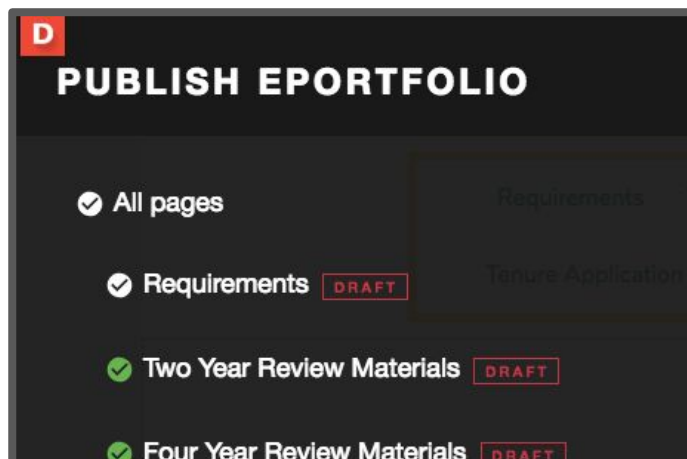 D
PUBLISH EPORTFOLIO
All pages
Requirements
Requirements DRAFT
Tenure Application
Two Year Review Materials DRAFT
Four Year Review Materials DRAFT